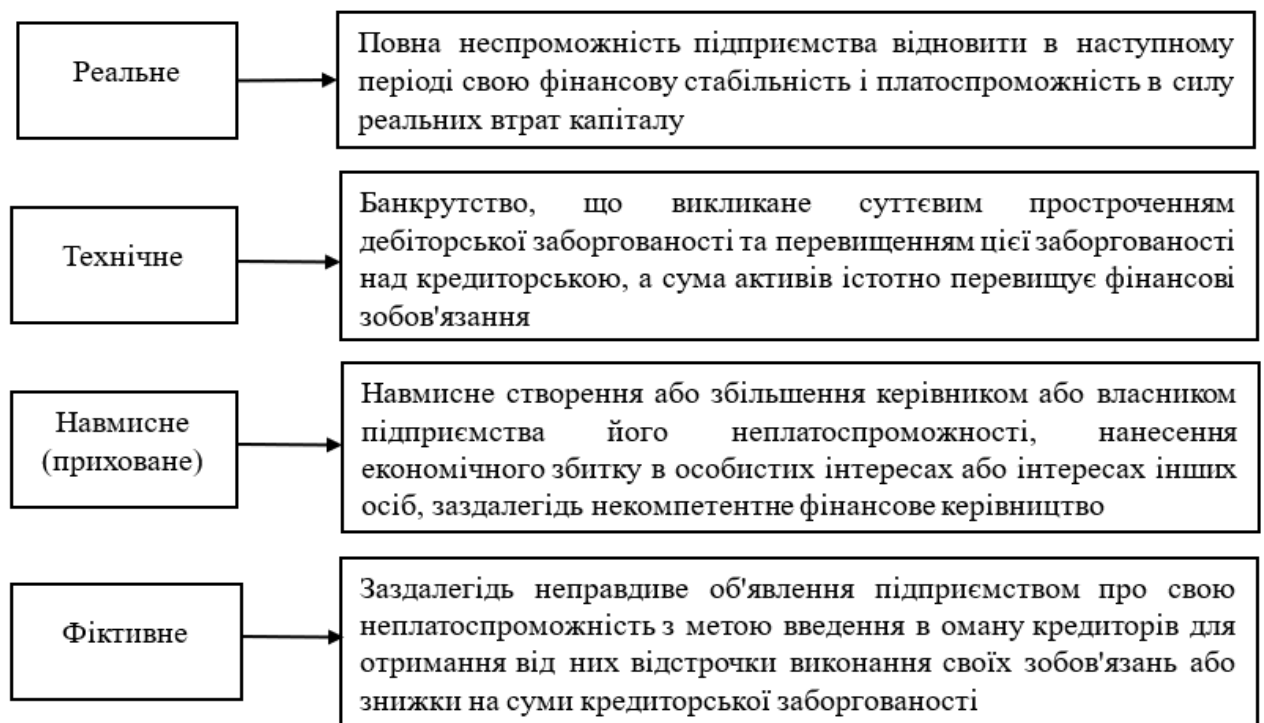 Реальне
Повна неспроможність підприємства відновити в наступному
періоді свою фінансову стабільність і платоспроможність в силу
реальних втрат капіталу
Технічне
Банкрутство, що викликане суттєвим простроченням
дебіторської заборгованості та перевищенням цієї заборгованості
над кредиторською, а сума активів істотно перевищує фінансові
зобов'язання
Навмисне
(приховане)
Навмисне створення або збільшення керівником або власником
підприємства його неплатоспроможності, нанесення
економічного збитку в особистих інтересах або інтересах інших
осіб, заздалегідь некомпетентне фінансове керівництво
Фіктивне
Заздалегідь неправдиве об'явлення підприємством про свою
неплатоспроможність з метою введення в оману кредиторів для
отримання від них відстрочки виконання своїх зобов'язань або
знижки на суми кредиторської заборгованості